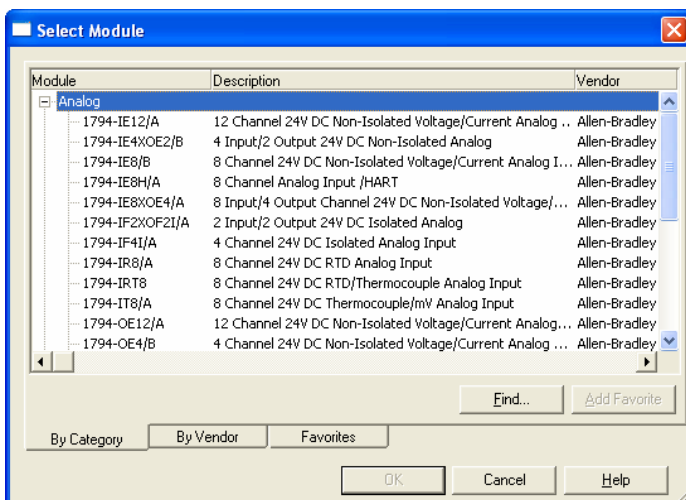 Select Module
Module Description Vendor
Analog
1794-IE12/A 12 Channel 24V DC Non-Isolated Voltage/Current Analog .. Allen-Bradley
1794-IE4XOE2/B 4 Input/2 Output 24V DC Non-Isolated Analog Allen-Bradley
1794-IE8/B 8 Channel 24V DC Non-Isolated Voltage/Current Analog I... Allen-Bradley
1794-IE8H/A 8 Channel Analog Input /HART Allen-Bradley
1794-IE8XOE4/A 8 Input/4 Output Channel 24V DC Non-Isolated Voltage/... Allen-Bradley
1794-IF2XOF2I/A 2 Input/2 Output 24V DC Isolated Analog Allen-Bradley
1794-IF4I/A 4 Channel 24V DC Isolated Analog Input Allen-Bradley
1794-IR8/A 8 Channel 24V DC RTD Analog Input Allen-Bradley
1794-IRT8 8 Channel 24V DC RTD/Thermocouple Analog Input Allen-Bradley
1794-IT8/A 8 Channel 24V DC Thermocouple/mV Analog Input Allen-Bradley
1794-OE12/A 12 Channel 24V DC Non-Isolated Voltage/Current Analog... Allen-Bradley
1794-OE4/B 4 Channel 24V DC Non-Isolated Voltage/Current Analog ... Allen-Bradley
Find... Add Favorite
By Category By Vendor Favorites
OK Cancel Help